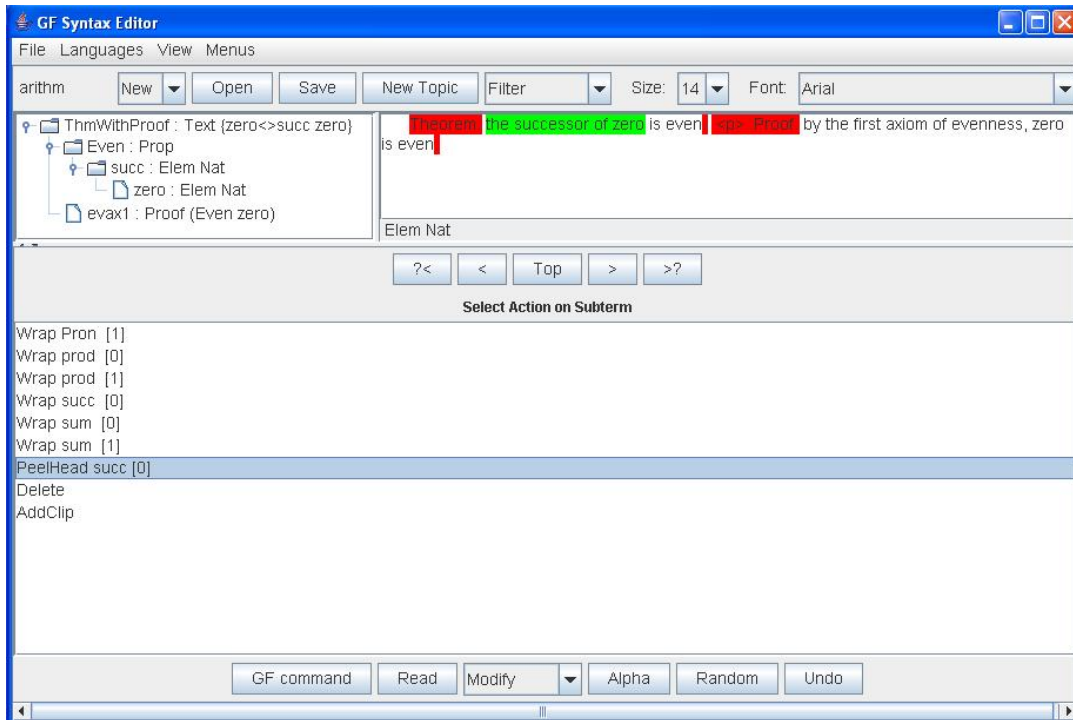 GF Syntax Editor
File Languages View Menus
arithm New Open Save New Topic Filter Size: 14 Font: Arial
ThmWithProof : Text {zero<>succ zero}
Even : Prop
succ : Elem Nat
zero : Elem Nat
evax1 : Proof (Even zero)
Theorem. the successor of zero is even. <p> Proof. by the first axiom of evenness, zero
is even.
Elem Nat
?< < Top > >?
Select Action on Subterm
Wrap Pron [1]
Wrap prod [0]
Wrap prod [1]
Wrap succ [0]
Wrap sum [0]
Wrap sum [1]
PeelHead succ [0]
Delete
AddClip
GF command Read Modify Alpha Random Undo